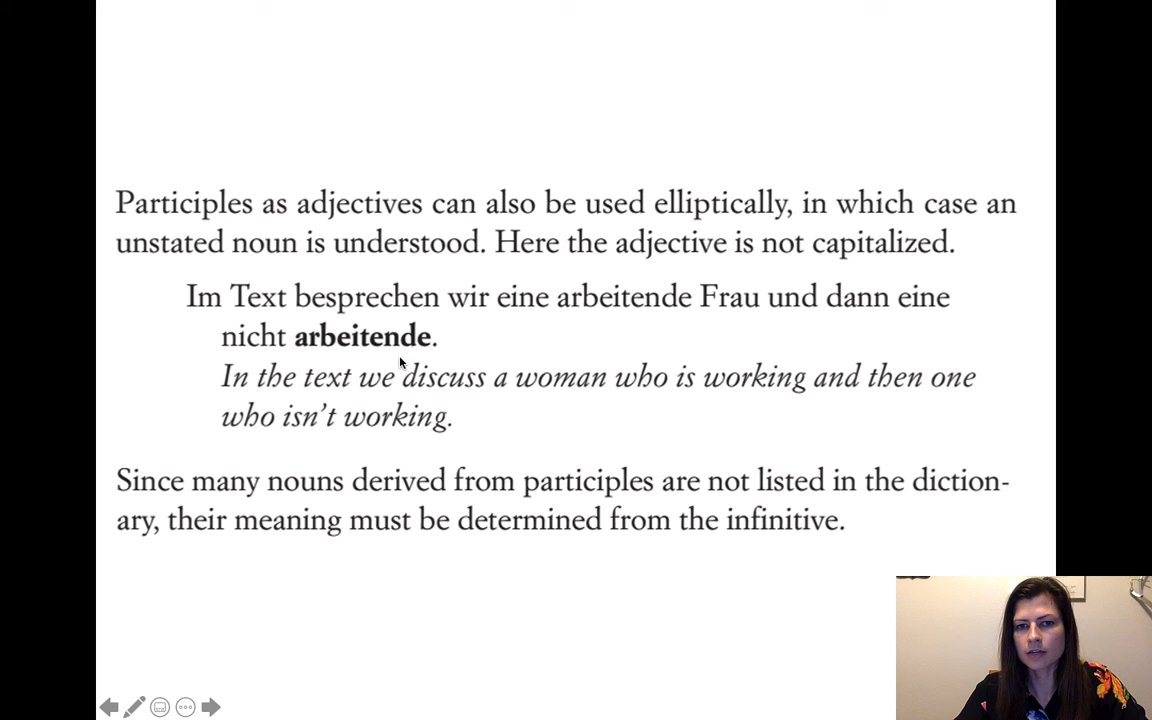 Participles as adjectives can also be used elliptically, in which case an
unstated noun is understood. Here the adjective is not capitalized.
Im Text besprechen wir eine arbeitende Frau und dann eine
nicht arbeitende.
In the text we discuss a woman who is working and then one
who isn't working.
Since many nouns derived from participles are not listed in the diction-
ary, their meaning must be determined from the infinitive.